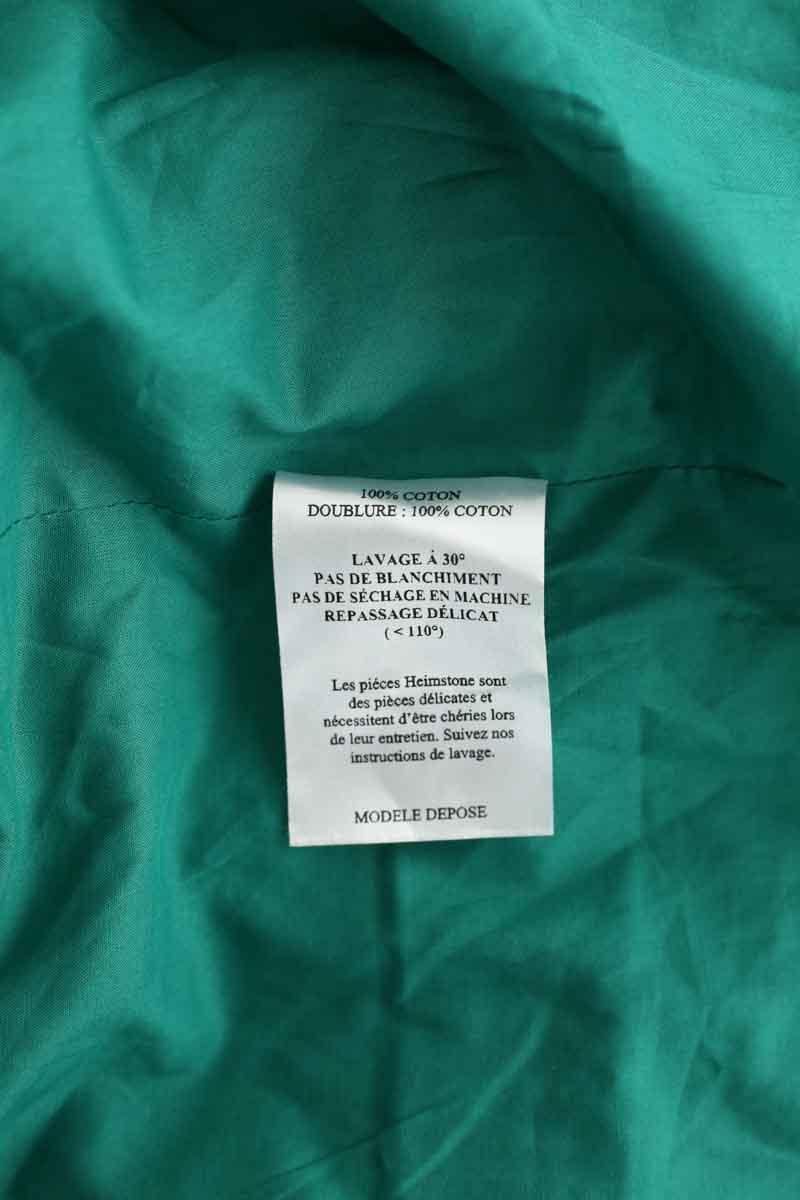 100% COTON
DOUBLURE : 100% COTON
LAVAGE À 30°
PAS DE BLANCHIMENT
PAS DE SÉCHAGE EN MACHINE
REPASSAGE DÉLICAT
( < 110°)
Les piéces Heimstone sont
des pièces délicates et
nécessitent d'être chéries lors
de leur entretien. Suivez nos
instructions de lavage.
MODELE DEPOSE